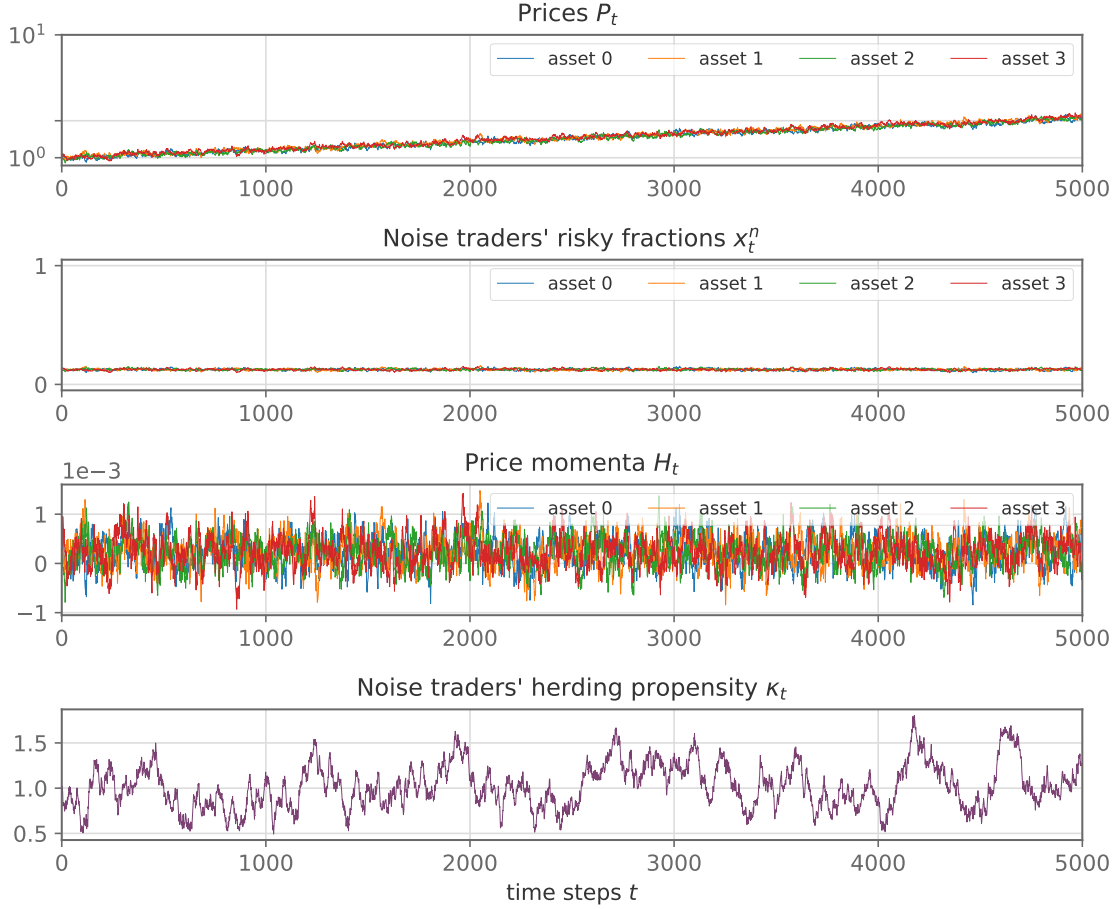 Prices P_t
10^1
10^0
asset 0 asset 1 asset 2 asset 3
0 1000 2000 3000 4000 5000
Noise traders' risky fractions x_t^n
1
0
asset 0 asset 1 asset 2 asset 3
0 1000 2000 3000 4000 5000
Price momenta H_t
1e−3
1
0
−1
asset 0 asset 1 asset 2 asset 3
0 1000 2000 3000 4000 5000
Noise traders' herding propensity κ_t
1.5
1.0
0.5
0 1000 2000 3000 4000 5000
time steps t